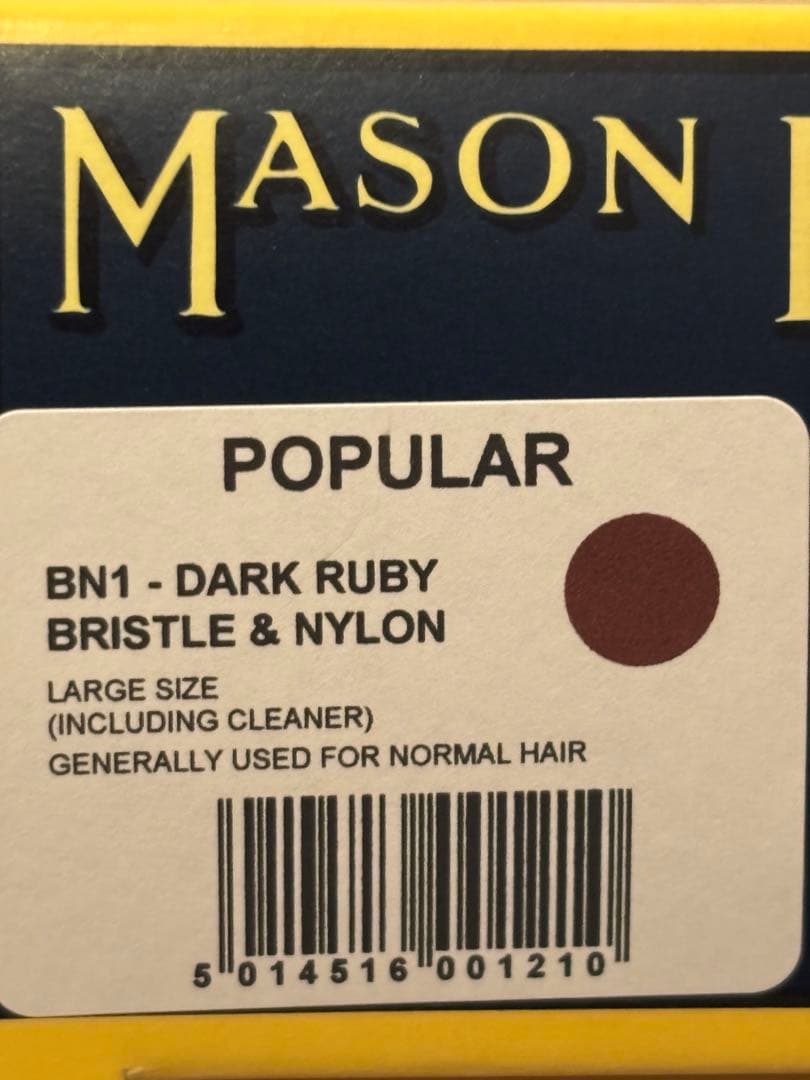 MASON
POPULAR
BN1 - DARK RUBY
BRISTLE & NYLON
LARGE SIZE
(INCLUDING CLEANER)
GENERALLY USED FOR NORMAL HAIR
5 014516 001210